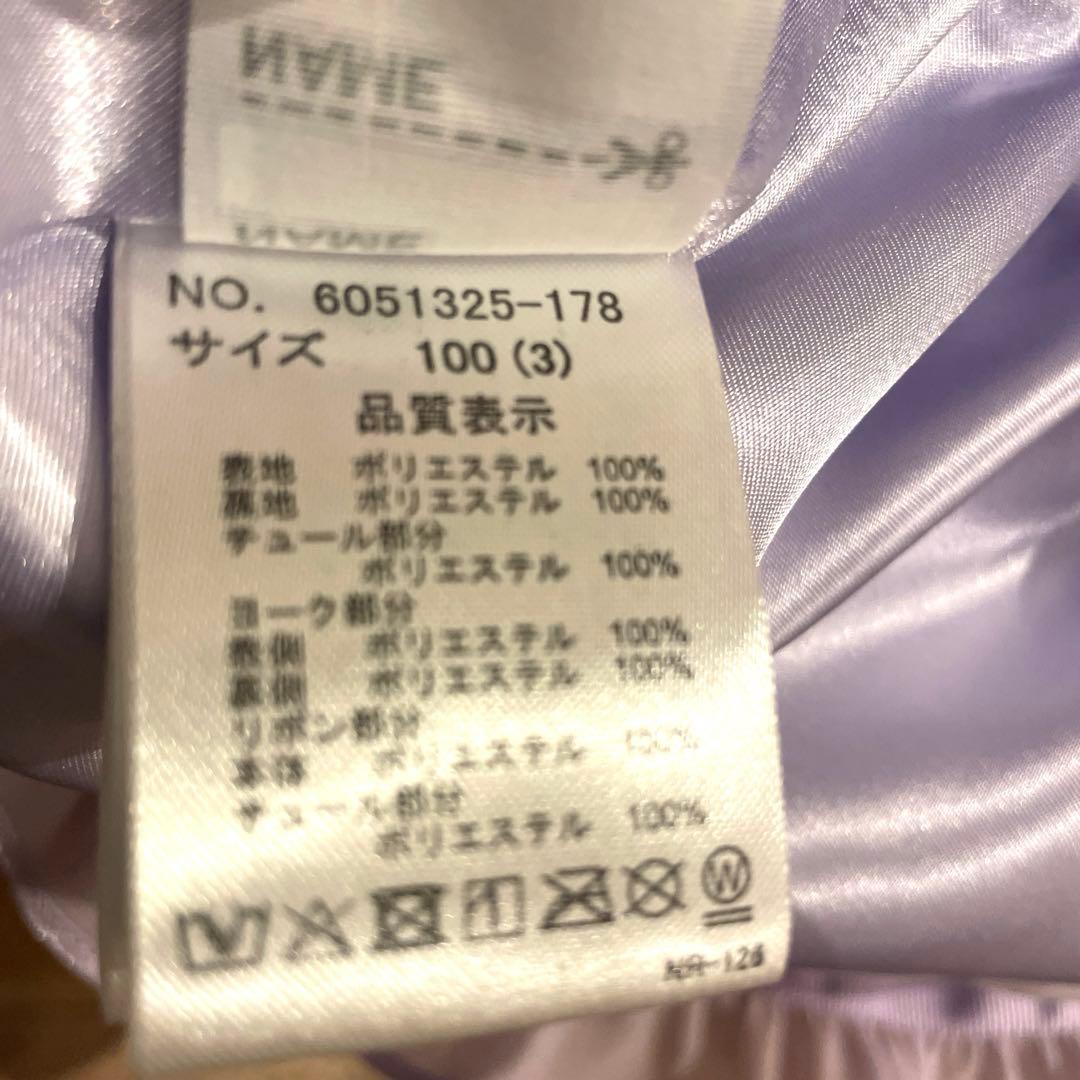 NAME
NAME
NO. 6051325-178
サイズ 100 (3)
品質表示
表地 ポリエステル 100%
裏地 ポリエステル 100%
チュール部分
ポリエステル 100%
ヨーク部分
表側 ポリエステル 100%
裏側 ポリエステル 100%
リボン部分
本体 ポリエステル 100%
チュール部分
ポリエステル 100%
W
NR-126